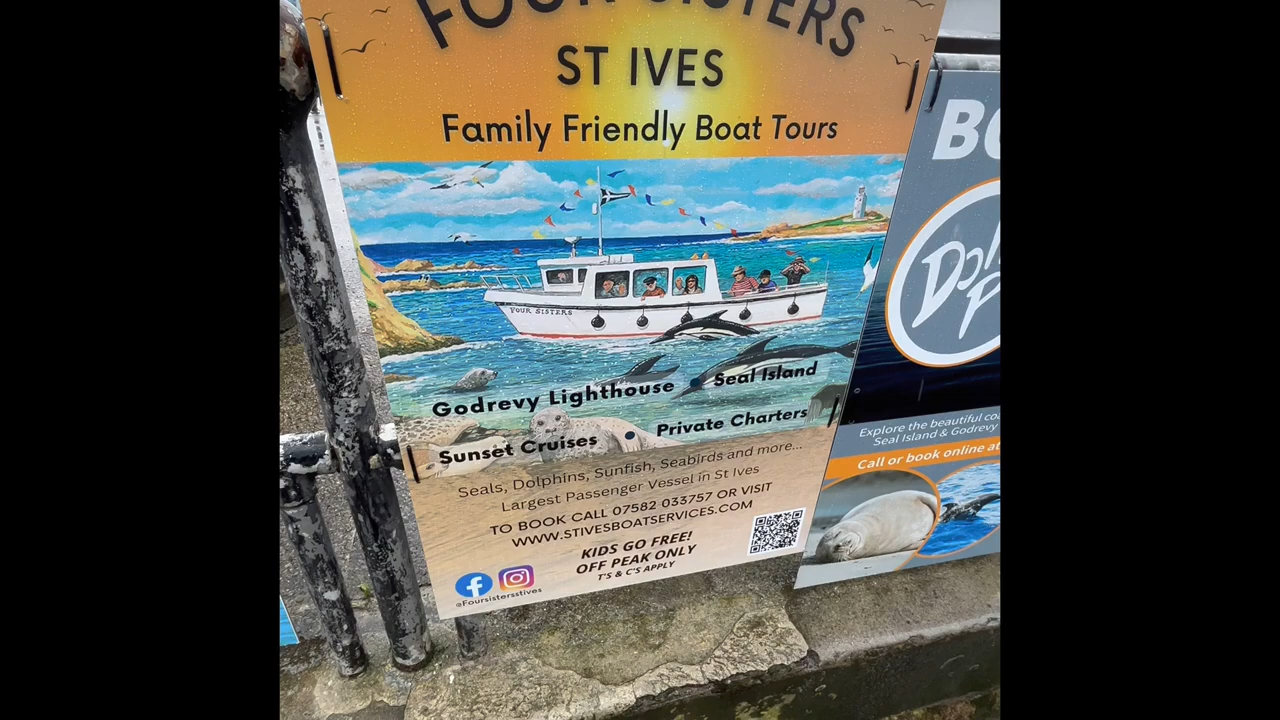 FOUR SISTERS
ST IVES
Family Friendly Boat Tours
FOUR SISTERS
Godrevy Lighthouse
Seal Island
Sunset Cruises
Private Charters
Seals, Dolphins, Sunfish, Seabirds and more...
Largest Passenger Vessel in St Ives
TO BOOK CALL 07582 033757 OR VISIT
WWW.STIVESBOATSERVICES.COM
KIDS GO FREE!
OFF PEAK ONLY
T'S & C'S APPLY
@Foursistersstives
Explore the beautiful
Seal Island & Godrevy
Call or book online at